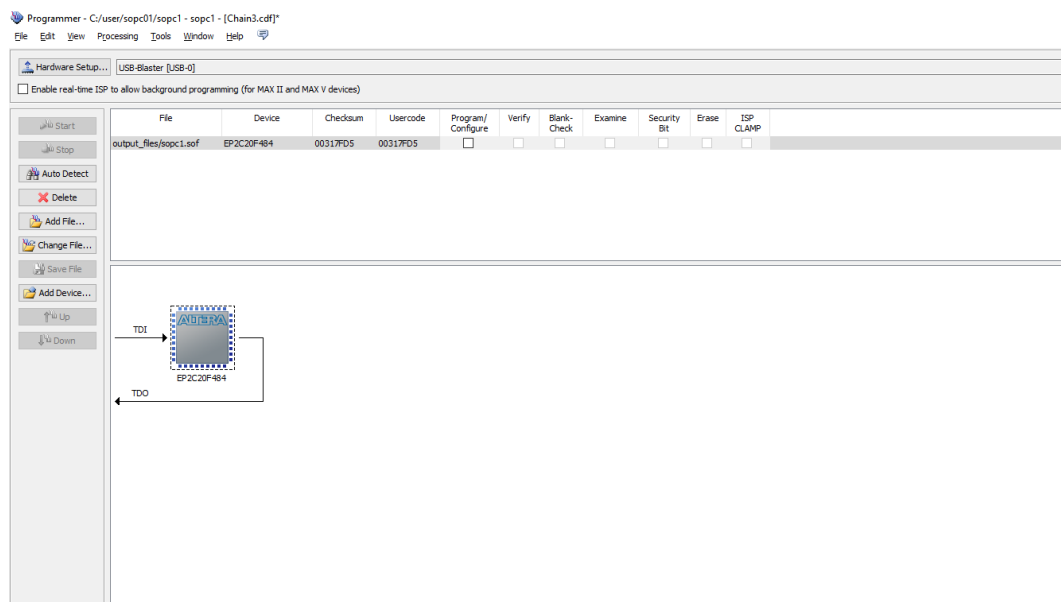 Programmer - C:/user/sopc01/sopc1 - sopc1 - [Chain3.cdf]*
File Edit View Processing Tools Window Help
Hardware Setup... USB-Blaster [USB-0]
Enable real-time ISP to allow background programming (for MAX II and MAX V devices)
Start
Stop
Auto Detect
Delete
Add File...
Change File...
Save File
Add Device...
Up
Down
File Device Checksum Usercode Program/ Verify Blank- Examine Security Erase ISP
Configure Check Bit CLAMP
output_files/sopc1.sof EP2C20F484 00317FD5 00317FD5
TDI
ALTERA
EP2C20F484
TDO